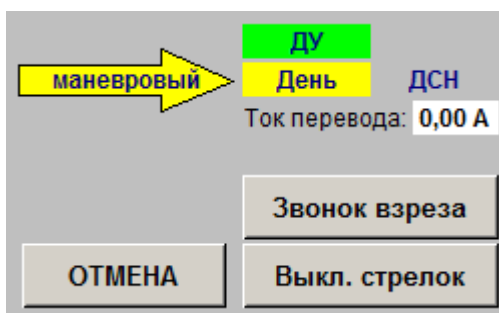 ДУ
маневровый День ДСН
Ток перевода: 0,00 А
Звонок взреза
ОТМЕНА Выкл. стрелок